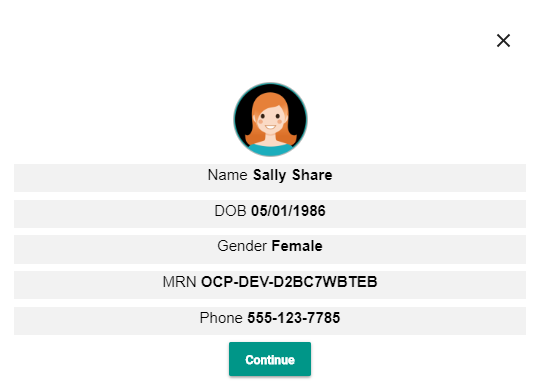 Name Sally Share
DOB 05/01/1986
Gender Female
MRN OCP-DEV-D2BC7WBTEB
Phone 555-123-7785
Continue